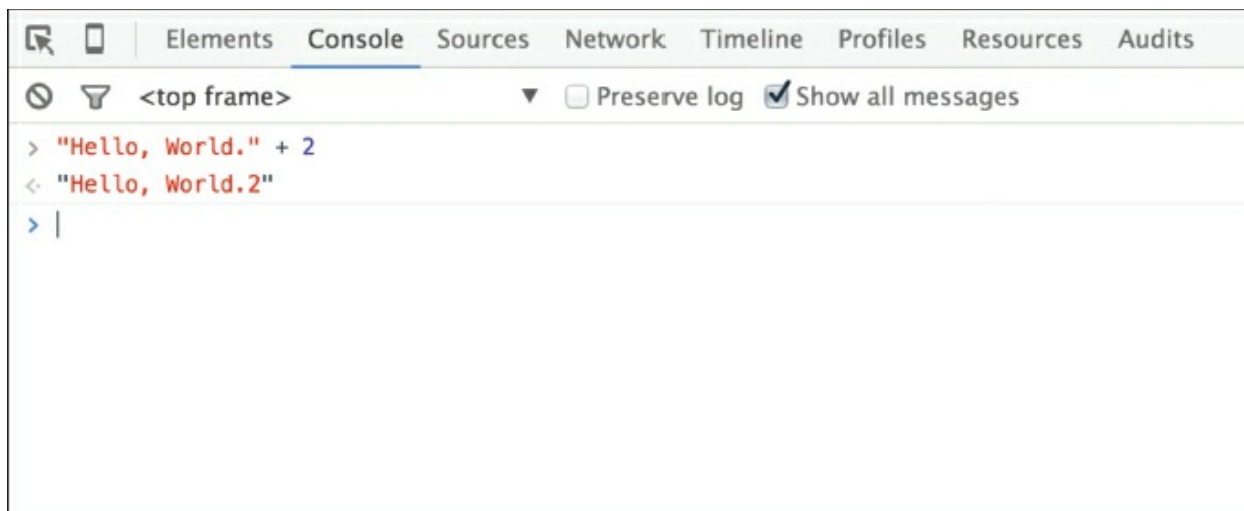 Elements Console Sources Network Timeline Profiles Resources Audits
<top frame> ▼ Preserve log Show all messages
> "Hello, World." + 2
<· "Hello, World.2"
>